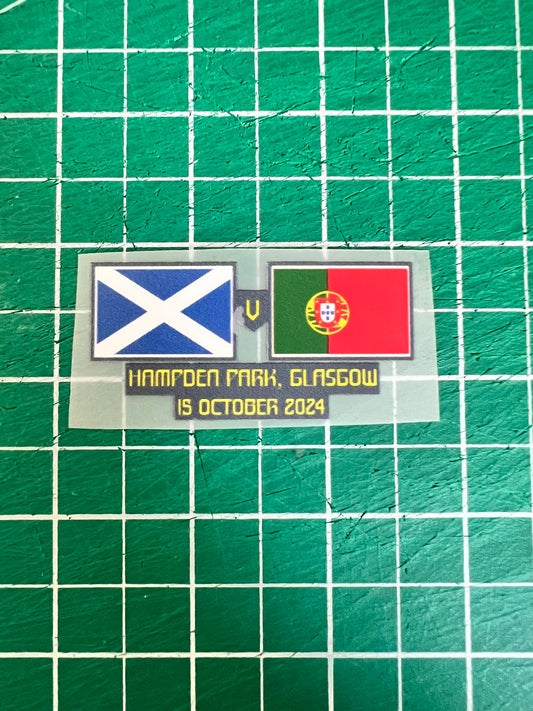 V
HAMPDEN PARK, GLASGOW
15 OCTOBER 2024